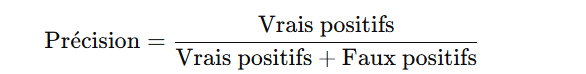 Précision = Vrais positifs
Vrais positifs + Faux positifs